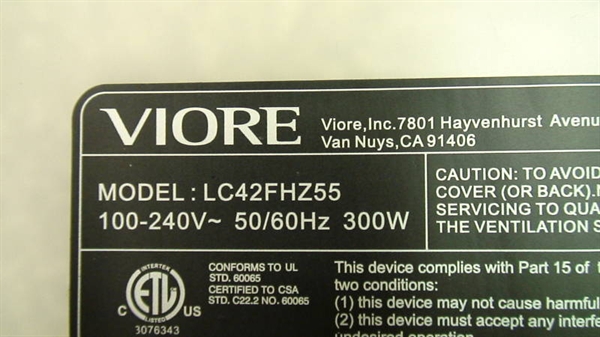 VIORE
Viore,Inc.7801 Hayvenhurst Avenu
Van Nuys,CA 91406
MODEL : LC42FHZ55
100-240V~ 50/60Hz 300W
CAUTION: TO AVOID
COVER (OR BACK).N
SERVICING TO QUA
THE VENTILATION S
INTERTEK
C ETL US
LISTED
3076343
CONFORMS TO UL
STD. 60065
CERTIFIED TO CSA
STD. C22.2 NO. 60065
This device complies with Part 15 of t
two conditions:
(1) this device may not cause harmful
(2) this device must accept any interfe
undesired operation.